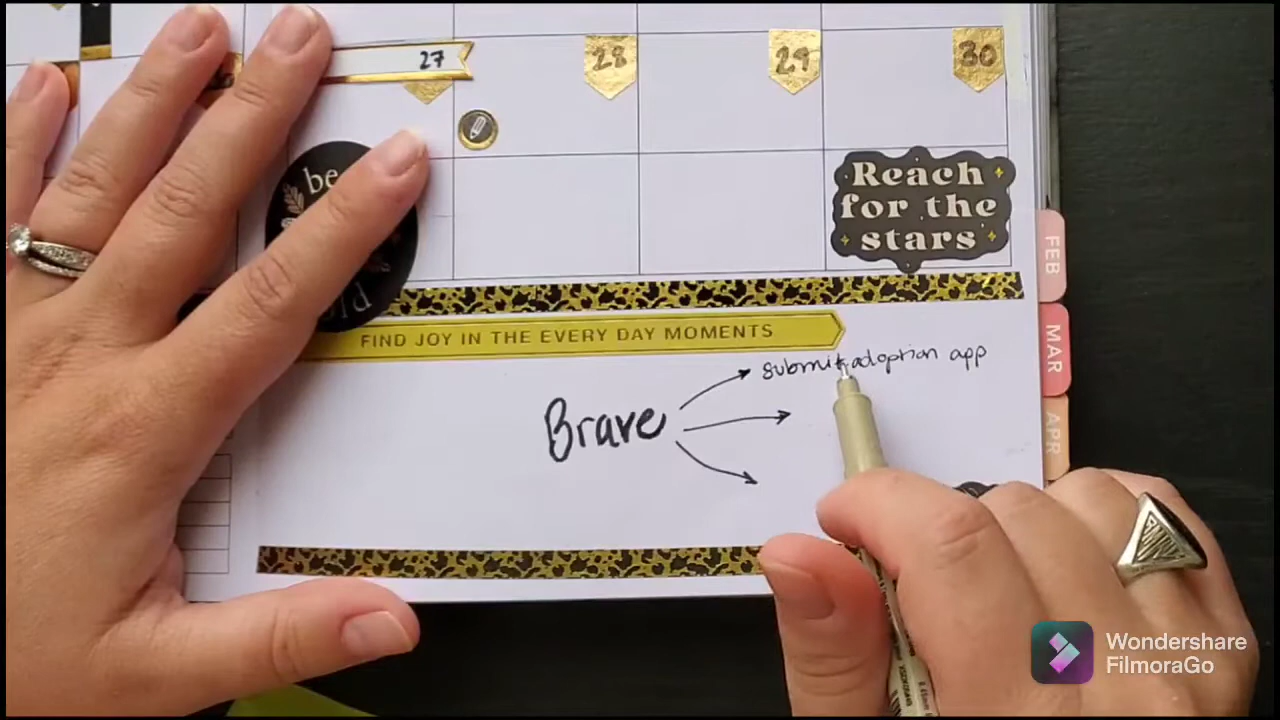 27
28
29
30
be
Reach
for the
stars
FEB
MAR
APR
FIND JOY IN THE EVERY DAY MOMENTS
submit adoption app
Brave
Wondershare
FilmoraGo